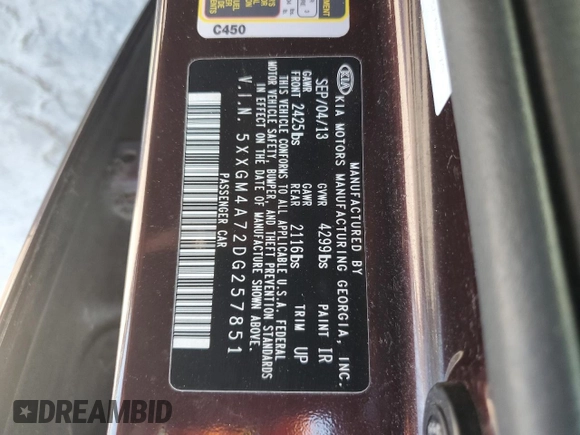 C450
KIA
MANUFACTURED BY
KIA MOTORS MANUFACTURING GEORGIA, INC.
SEP/04/13 GVWR 4299lbs PAINT IR
GAWR FRONT 2425lbs GAWR REAR 2116lbs TRIM UP
THIS VEHICLE CONFORMS TO ALL APPLICABLE U.S.A. FEDERAL
MOTOR VEHICLE SAFETY, BUMPER, AND THEFT PREVENTION STANDARDS
IN EFFECT ON THE DATE OF MANUFACTURE SHOWN ABOVE.
V.I.N. 5XXGM4A72DG257851
PASSENGER CAR
DREAMBID